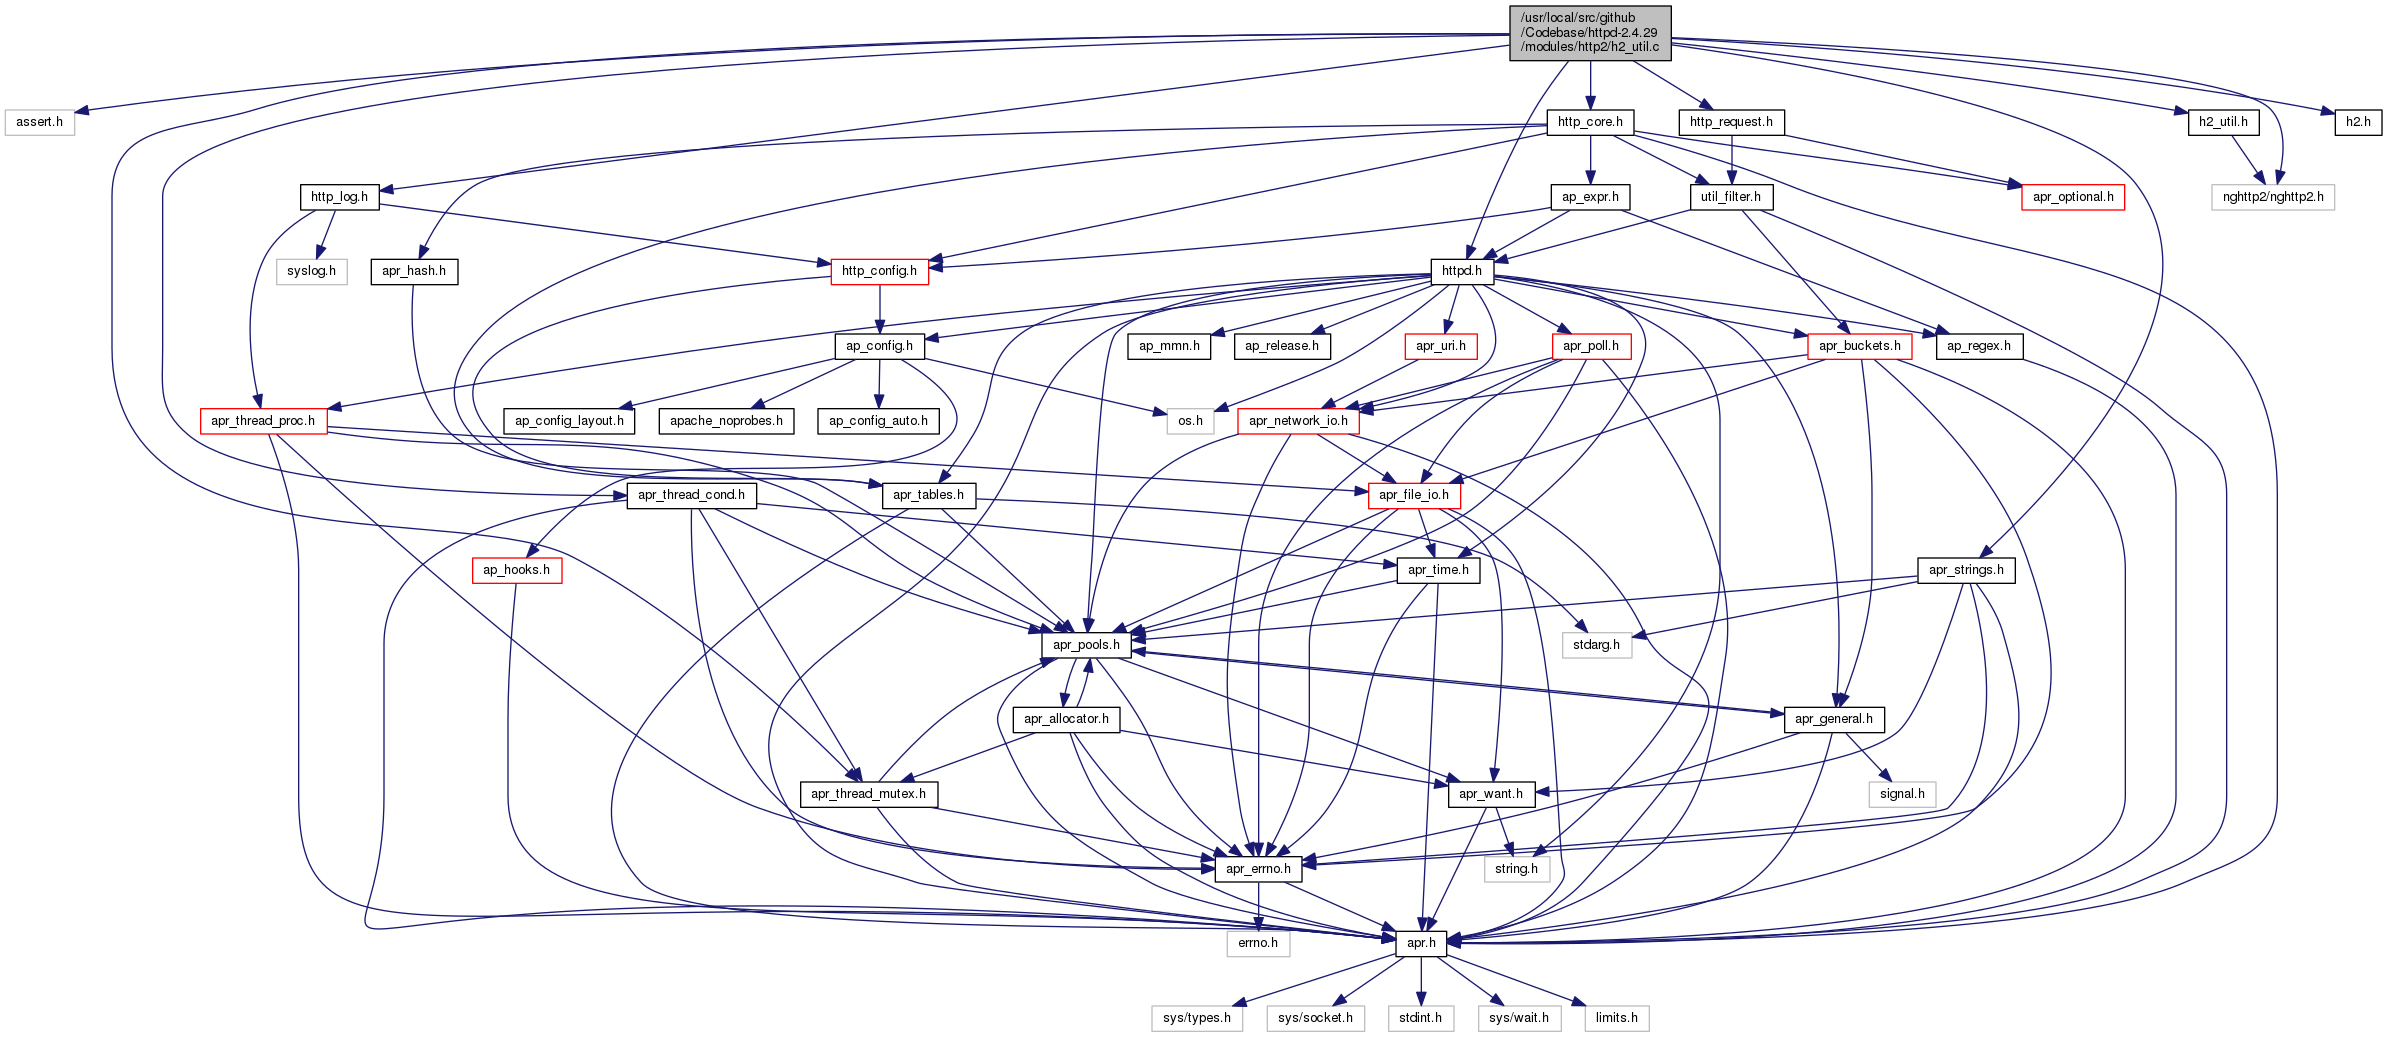 /usr/local/src/github
/Codebase/httpd-2.4.29
/modules/http2/h2_util.c
assert.h
http_core.h
http_request.h
h2_util.h
h2.h
http_log.h
ap_expr.h
util_filter.h
apr_optional.h
nghttp2/nghttp2.h
syslog.h
apr_hash.h
http_config.h
httpd.h
ap_config.h
ap_mmn.h
ap_release.h
apr_uri.h
apr_poll.h
apr_buckets.h
ap_regex.h
apr_thread_proc.h
ap_config_layout.h
apache_noprobes.h
ap_config_auto.h
os.h
apr_network_io.h
apr_thread_cond.h
apr_tables.h
apr_file_io.h
ap_hooks.h
apr_time.h
apr_strings.h
apr_pools.h
stdarg.h
apr_allocator.h
apr_general.h
apr_thread_mutex.h
apr_want.h
signal.h
apr_errno.h
string.h
errno.h
apr.h
sys/types.h
sys/socket.h
stdint.h
sys/wait.h
limits.h